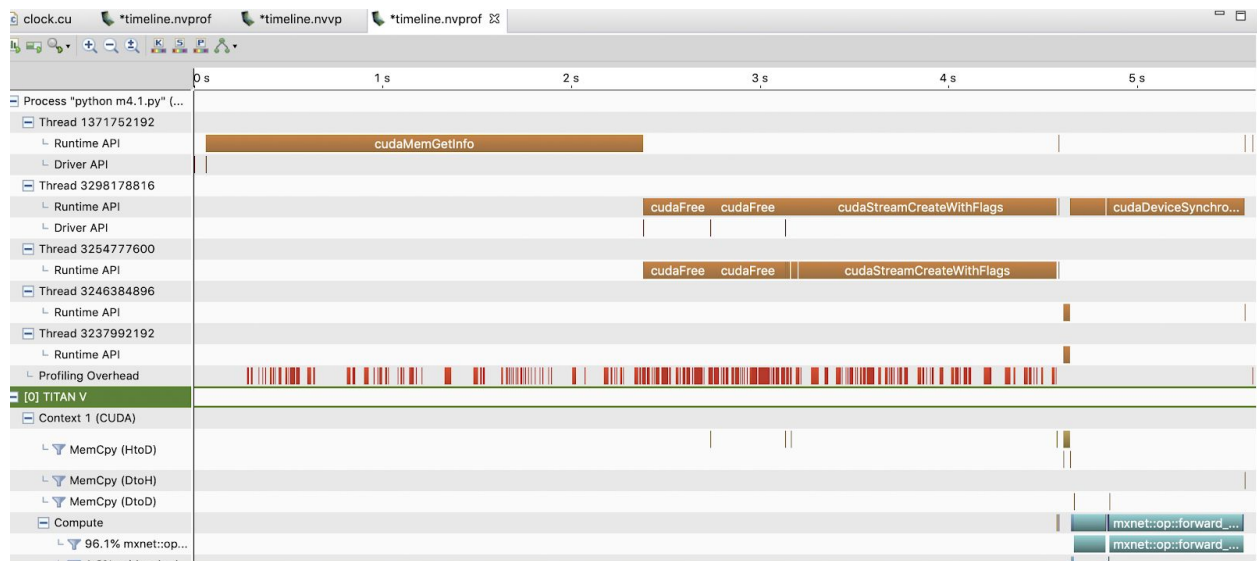 clock.cu *timeline.nvprof *timeline.nvvp *timeline.nvprof
K S P
0 s 1 s 2 s 3 s 4 s 5 s
Process "python m4.1.py" (...
Thread 1371752192
Runtime API cudaMemGetInfo
Driver API
Thread 3298178816
Runtime API cudaFree cudaFree cudaStreamCreateWithFlags cudaDeviceSynchro...
Driver API
Thread 3254777600
Runtime API cudaFree cudaFree cudaStreamCreateWithFlags
Thread 3246384896
Runtime API
Thread 3237992192
Runtime API
Profiling Overhead
[0] TITAN V
Context 1 (CUDA)
MemCpy (HtoD)
MemCpy (DtoH)
MemCpy (DtoD)
Compute mxnet::op::forward_...
96.1% mxnet::op... mxnet::op::forward_...